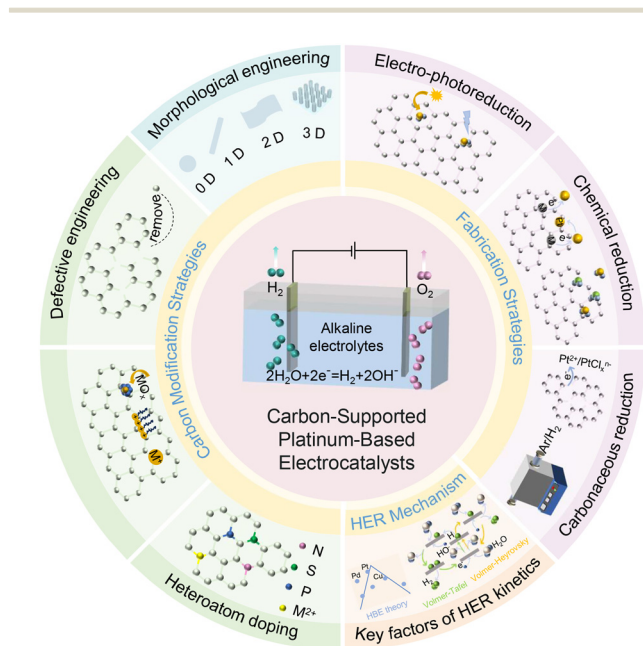 Morphological engineering
0 D
1 D
2 D
3 D
Electro-photoreduction
Chemical reduction
e⁻
e⁻
e⁻
Carbonaceous reduction
Pt²⁺/PtClₓⁿ⁻
e⁻
Ar/H₂
Key factors of HER kinetics
Pd
Pt
Cu
HBE theory
H
HO⁻
H₂O
H₂
e⁻
Volmer-Tafel
Volmer-Heyrovsky
Heteroatom doping
N
S
P
M²⁺
MOₓ
M
Defective engineering
remove
Carbon Modification Strategies
Fabrication Strategies
HER Mechanism
H₂
O₂
Alkaline
electrolytes
2H₂O+2e⁻=H₂+2OH⁻
Carbon-Supported
Platinum-Based
Electrocatalysts